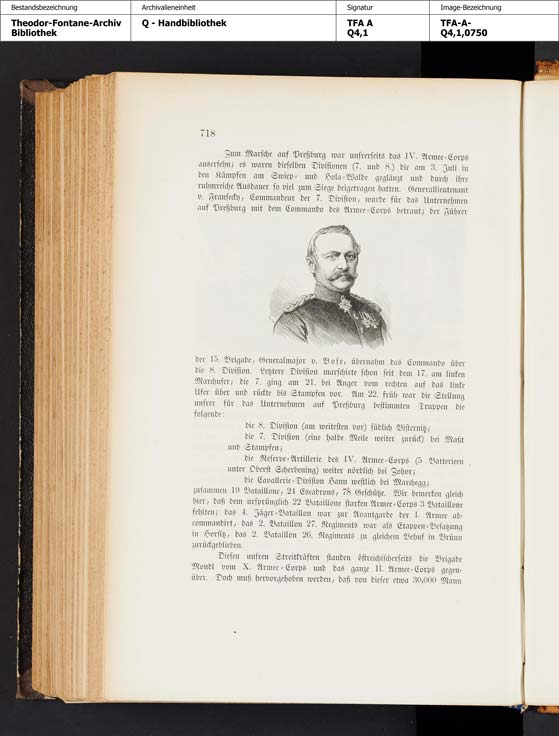 Bestandsbezeichnung
Theodor-Fontane-Archiv
Bibliothek
Archivalieneinheit
Q - Handbibliothek
Signatur
TFA A
Q4,1
Image-Bezeichnung
TFA-A-
Q4,1,0750
718
Zum Marsche auf Preßburg war unsrerseits das IV. Armee-Corps
ausersehn; es waren dieselben Divisionen (7. und 8.) die am 3. Juli in
den Kämpfen am Swiep- und Hola-Walde geglänzt und durch ihre
ruhmreiche Ausdauer so viel zum Siege beigetragen hatten. Generallieutenant
v. Fransecky, Commandeur der 7. Division, wurde für das Unternehmen
auf Preßburg mit dem Commando des Armee-Corps betraut; der Führer
der 15. Brigade, Generalmajor v. Bose, übernahm das Commando über
die 8. Division. Letztere Division marschirte schon seit dem 17. am linken
Marchufer; die 7. ging am 21. bei Anger vom rechten auf das linke
Ufer über und rückte bis Stampfen vor. Am 22. früh war die Stellung
unsrer für das Unternehmen auf Preßburg bestimmten Truppen die
folgende:
die 8. Division (am weitesten vor) südlich Bisternitz;
die 7. Division (eine halbe Meile weiter zurück) bei Mast
und Stampfen;
die Reserve-Artillerie des IV. Armee-Corps (5 Batterieen
unter Oberst Scherbening) weiter nördlich bei Zohor;
die Cavallerie-Division Hann westlich bei Marchegg;
zusammen 19 Bataillone, 24 Escadrons, 78 Geschütze. Wir bemerken gleich
hier, daß dem ursprünglich 22 Bataillone starken Armee-Corps 3 Bataillone
fehlten; das 4. Jäger-Bataillon war zur Avantgarde der 1. Armee ab-
commandirt, das 2. Bataillon 27. Regiments war als Etappen-Besatzung
in Horsitz, das 2. Bataillon 26. Regiments zu gleichem Behuf in Brünn
zurückgeblieben.
Diesen unsren Streitkräften standen östreichischerseits die Brigade
Mondl vom X. Armee-Corps und das ganze II. Armee-Corps gegen-
über. Doch muß hervorgehoben werden, daß von dieser etwa 30,000 Mann